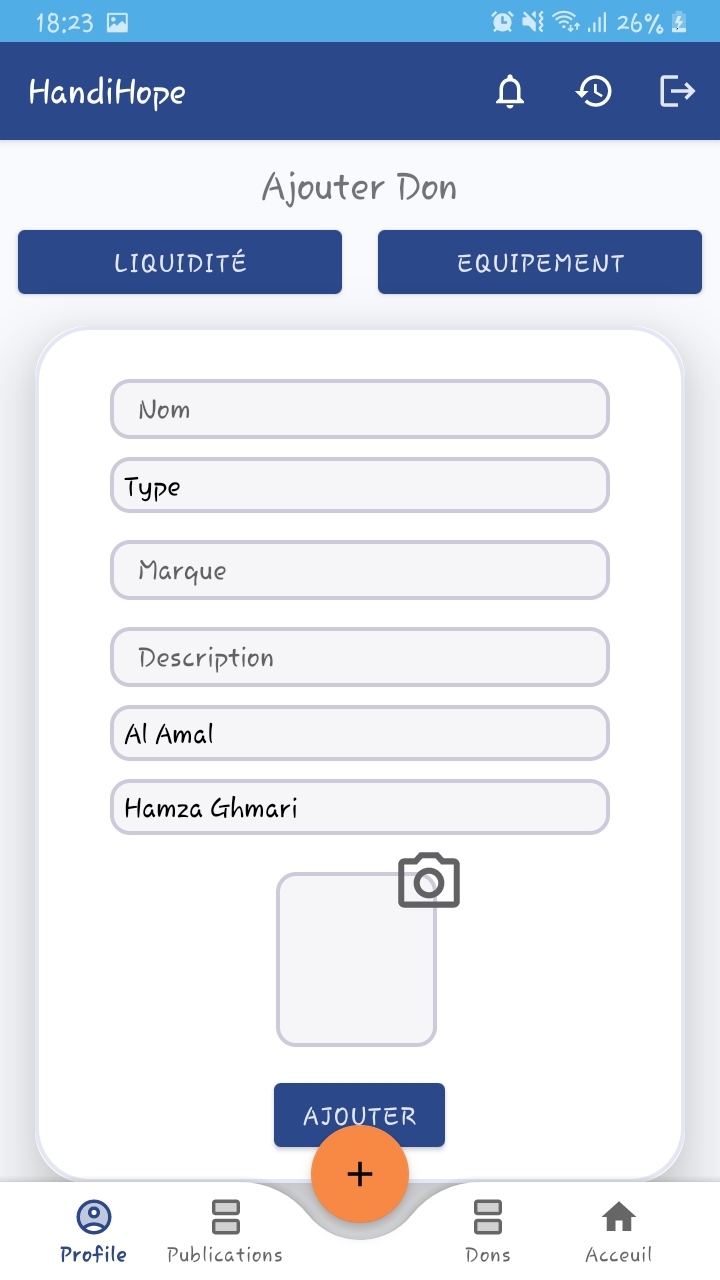 18:23 26%
HandiHope
Ajouter Don
LIQUIDITÉ EQUIPEMENT
Nom
Type
Marque
Description
Al Amal
Hamza Ghmari
AJOUTER
+
Profile Publications Dons Acceuil